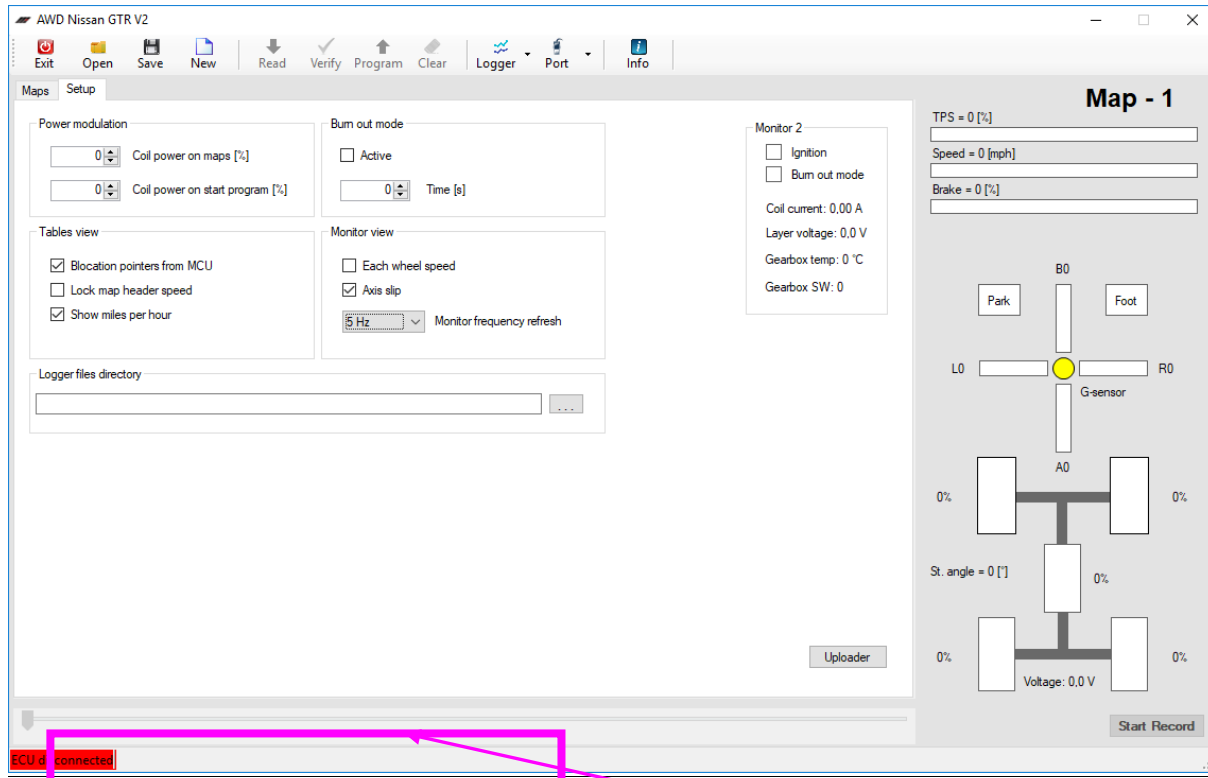 AWD Nissan GTR V2
Exit Open Save New Read Verify Program Clear Logger Port Info
Maps Setup
Map - 1
Power modulation
0 Coil power on maps [%]
0 Coil power on start program [%]
Burn out mode
Active
0 Time [s]
Monitor 2
Ignition
Burn out mode
Coil current: 0,00 A
Layer voltage: 0,0 V
Gearbox temp: 0 °C
Gearbox SW: 0
Tables view
Blocation pointers from MCU
Lock map header speed
Show miles per hour
Monitor view
Each wheel speed
Axis slip
5 Hz Monitor frequency refresh
Logger files directory
...
Uploader
TPS = 0 [%]
Speed = 0 [mph]
Brake = 0 [%]
B0
Park Foot
L0 R0
G-sensor
A0
0% 0%
St. angle = 0 [°]
0%
0% 0%
Voltage: 0,0 V
Start Record
ECU disconnected